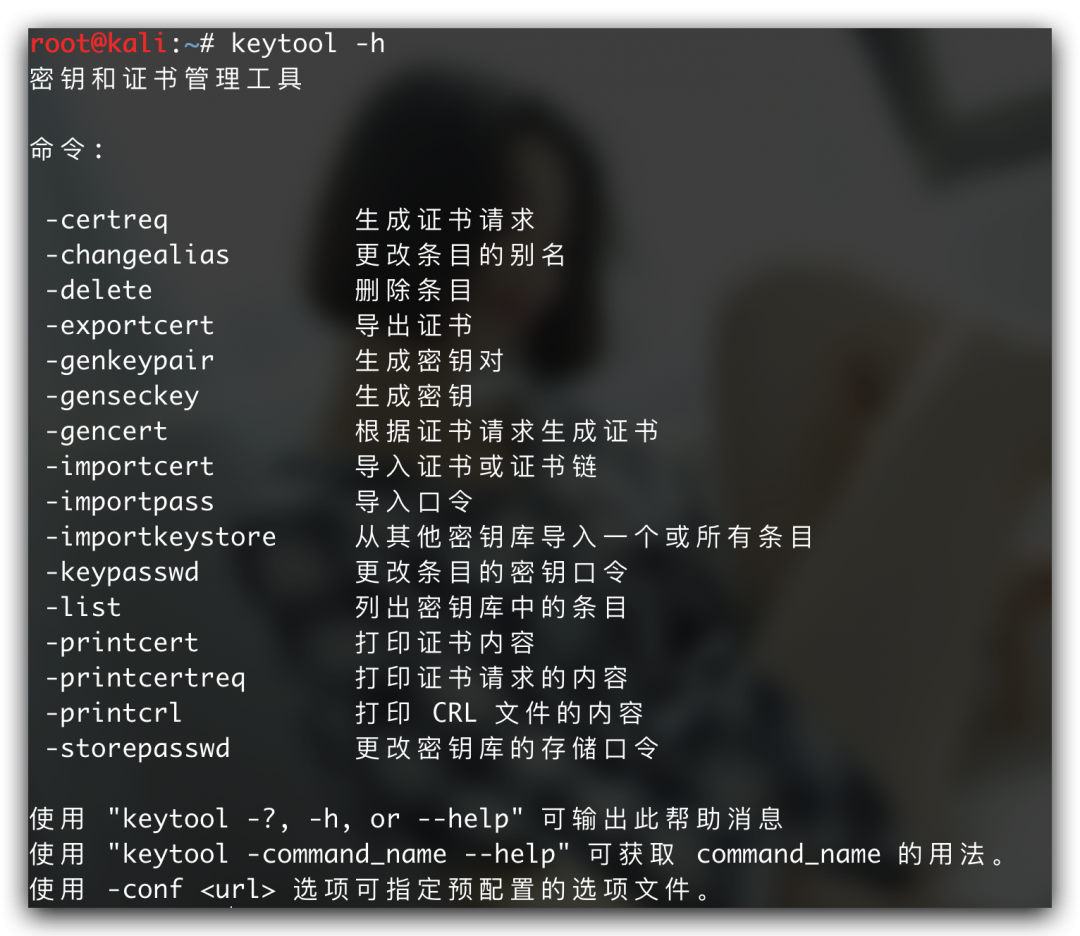 root@kali:~# keytool -h
密钥和证书管理工具
命令:
-certreq 生成证书请求
-changealias 更改条目的别名
-delete 删除条目
-exportcert 导出证书
-genkeypair 生成密钥对
-genseckey 生成密钥
-gencert 根据证书请求生成证书
-importcert 导入证书或证书链
-importpass 导入口令
-importkeystore 从其他密钥库导入一个或所有条目
-keypasswd 更改条目的密钥口令
-list 列出密钥库中的条目
-printcert 打印证书内容
-printcertreq 打印证书请求的内容
-printcrl 打印 CRL 文件的内容
-storepasswd 更改密钥库的存储口令
使用 "keytool -?, -h, or --help" 可输出此帮助消息
使用 "keytool -command_name --help" 可获取 command_name 的用法。
使用 -conf <url> 选项可指定预配置的选项文件。